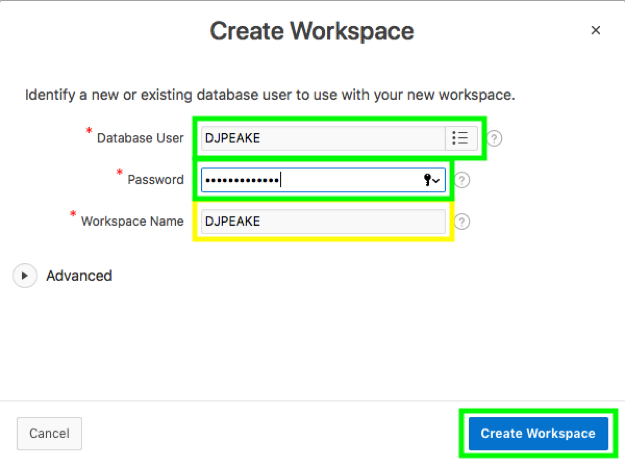 Create Workspace
Identify a new or existing database user to use with your new workspace.
* Database User DJPEAKE ?
* Password ••••••••••••• ?
* Workspace Name DJPEAKE ?
Advanced
Cancel Create Workspace